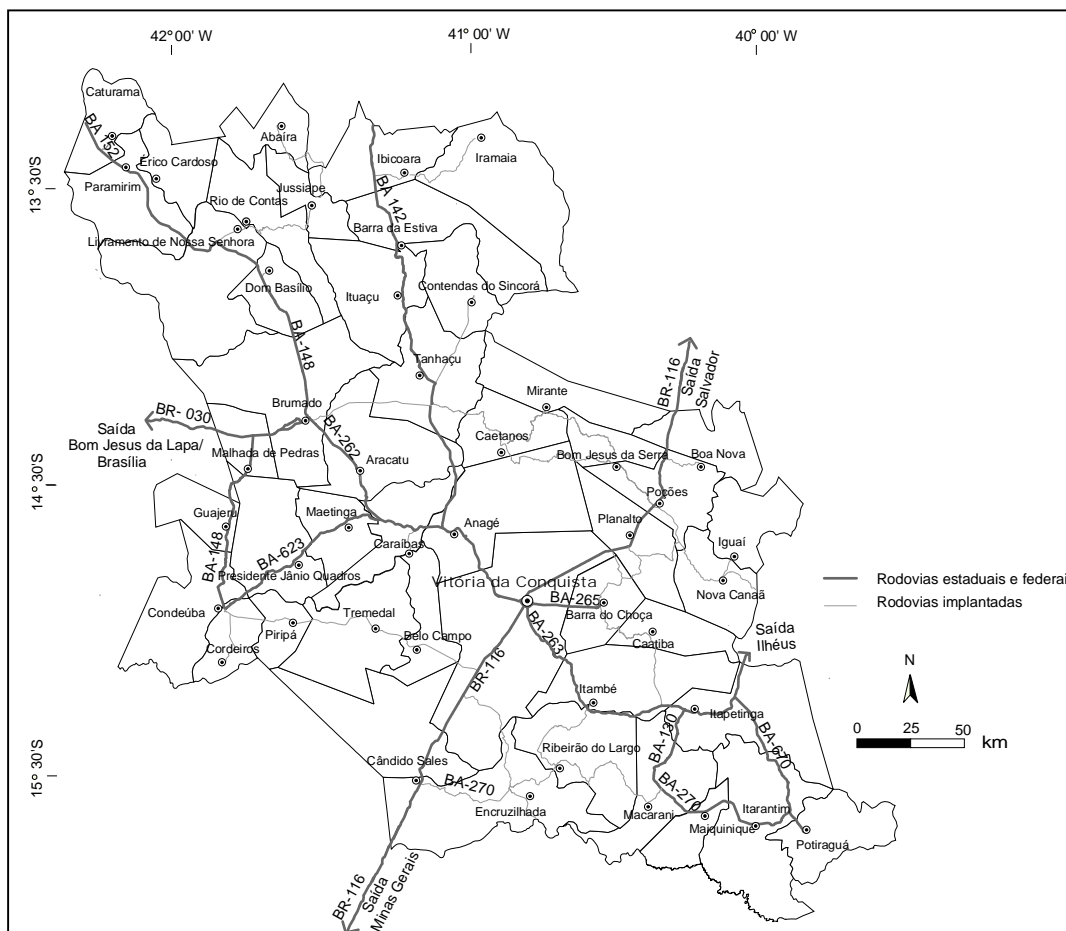 42° 00' W
41° 00' W
40° 00' W
Caturama
BA 152
Abaíra
Érico Cardoso
Ibicoara
Iramaia
13° 30'S
Paramirim
Jussiape
Rio de Contas
BA 142
Barra da Estiva
Livramento de Nossa Senhora
Dom Basílio
Ituaçu
Contendas do Sincorá
BA-148
Tanhaçu
BR-116
Saída
Salvador
Mirante
Brumado
BR- 030
Saída
Bom Jesus da Lapa/
Brasília
BA-262
Caetanos
Malhada de Pedras
Aracatu
Bom Jesus da Serra
Boa Nova
14° 30'S
Poções
Guajeru
Maetinga
Anagé
Planalto
Caraíbas
Iguaí
BA-148
BA-623
Presidente Jânio Quadros
Vitória da Conquista
Nova Canaã
Rodovias estaduais e federais
Condeúba
BA-265
Barra do Choça
Rodovias implantadas
Tremedal
Piripá
Belo Campo
BA-263
Caatiba
Saída
Ilhéus
Cordeiros
BR-116
N
Itambé
Itapetinga
0 25 50
km
BA-130
BA-670
Ribeirão do Largo
15° 30'S
Cândido Sales
BA-270
BA-270
Encruzilhada
Macarani
Itarantim
Maiquinique
Potiraguá
BR-116
Saída
Minas Gerais